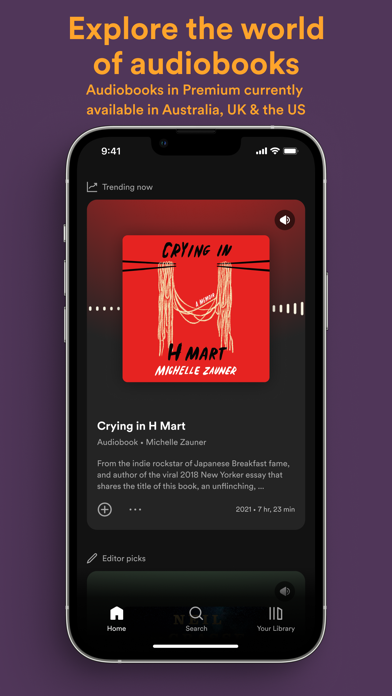 Explore the world
of audiobooks
Audiobooks in Premium currently
available in Australia, UK & the US
9:41
Trending now
CRYING IN
A MEMOIR
H MART
MICHELLE ZAUNER
Crying in H Mart
Audiobook • Michelle Zauner
From the indie rockstar of Japanese Breakfast fame,
and author of the viral 2018 New Yorker essay that
shares the title of this book, an unflinching, ...
2021 • 7 hr, 23 min
Editor picks
Home
Search
Your Library